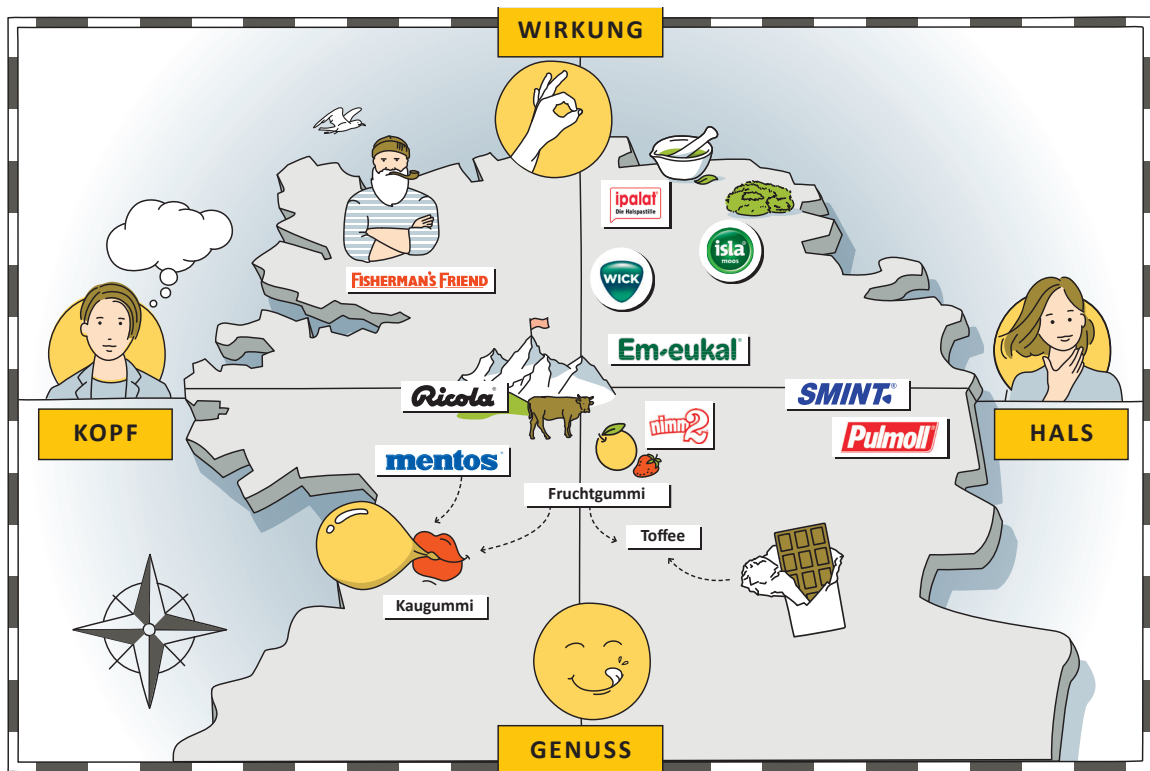 WIRKUNG
ipalat®
Die Halspastille
isla®
moos
WICK
FISHERMAN'S FRIEND
Em-eukal®
Ricola®
SMINT®
nimm2
KOPF
Pulmoll®
HALS
mentos®
Fruchtgummi
Toffee
Kaugummi
GENUSS